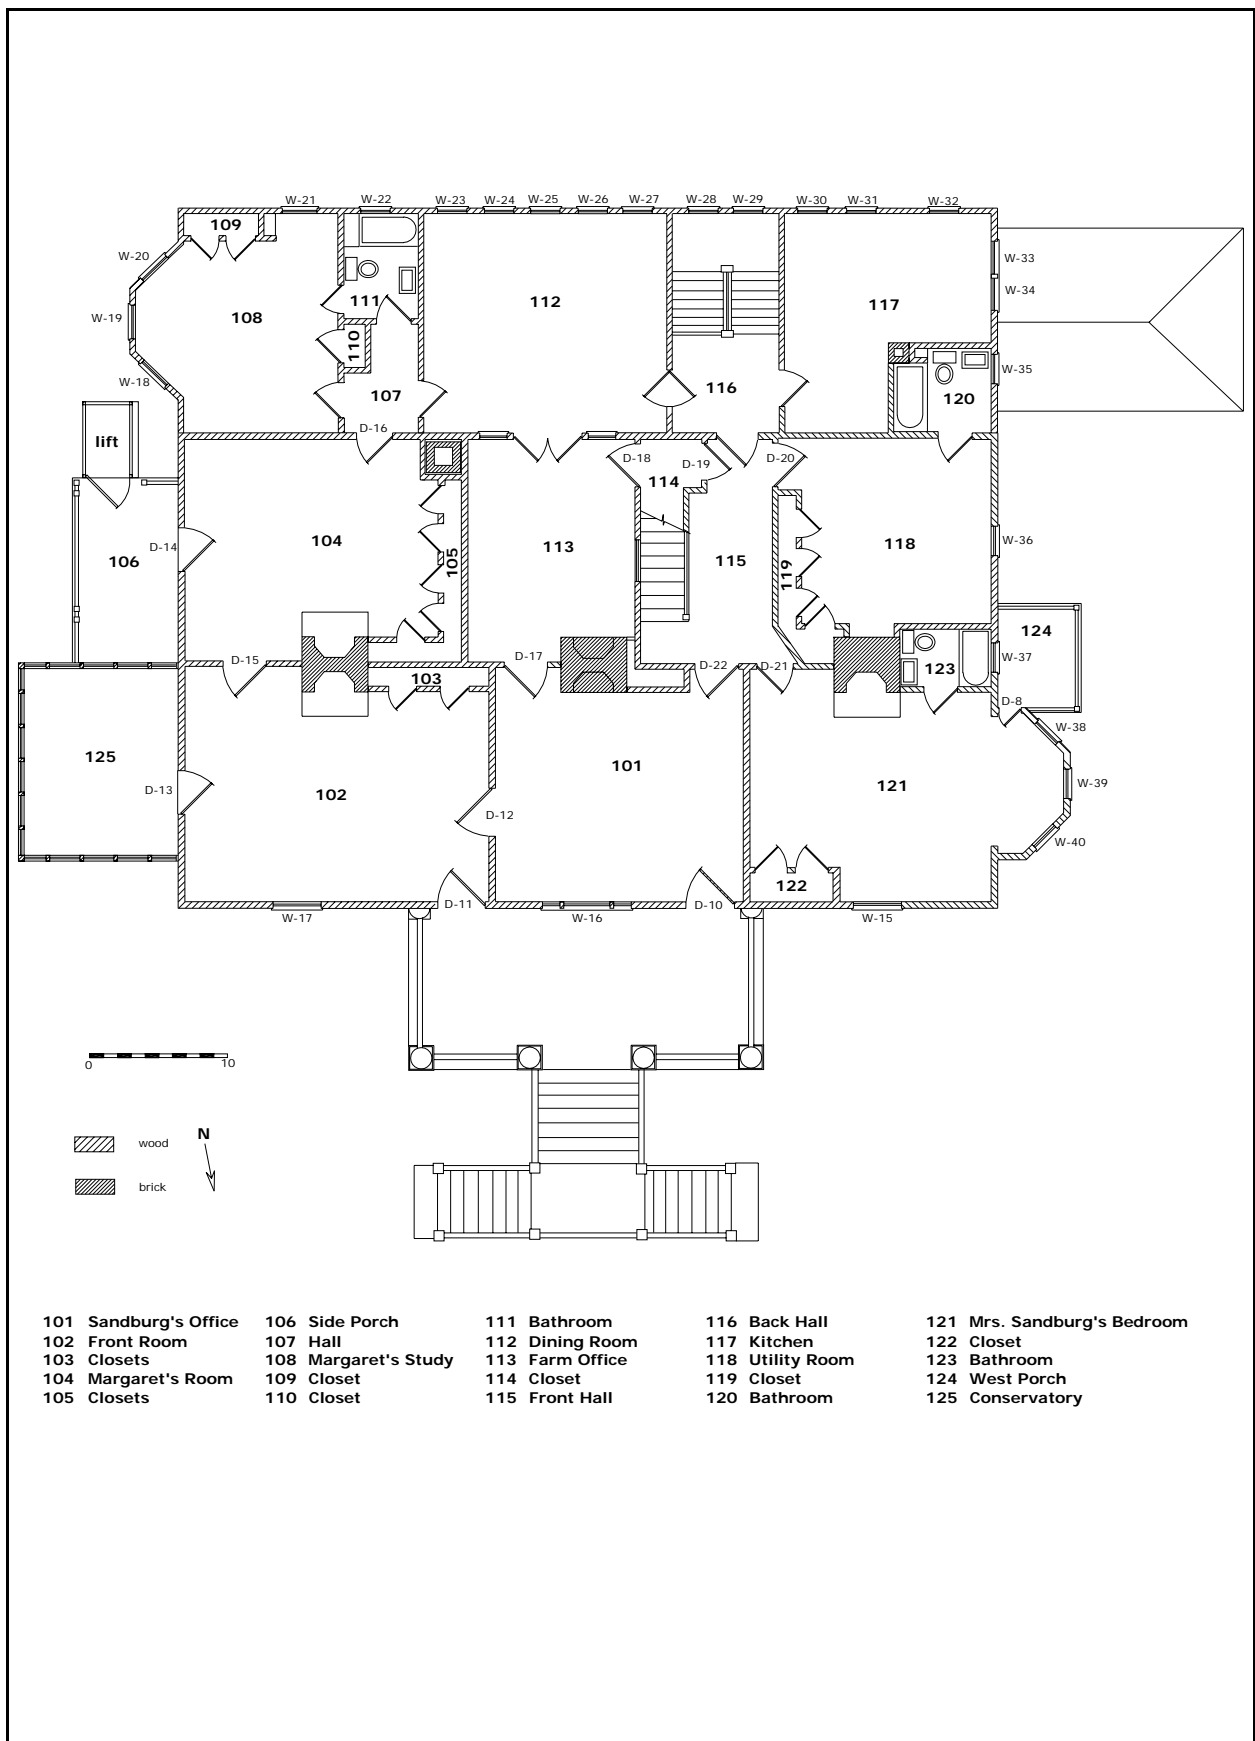 W-21 W-22 W-23 W-24 W-25 W-26 W-27 W-28 W-29 W-30 W-31 W-32
109
W-20
W-33
W-34
111
112
117
W-19
108
110
W-35
W-18
107
116
120
D-16
lift
D-18
D-19
D-20
114
104
113
118
W-36
D-14
106
105
115
119
124
D-15
D-17
D-22
D-21
123
W-37
103
D-8
W-38
125
101
102
121
W-39
D-13
D-12
W-40
122
D-11
D-10
W-17
W-16
W-15
0 10
wood
N
brick
101 Sandburg's Office 106 Side Porch 111 Bathroom 116 Back Hall 121 Mrs. Sandburg's Bedroom
102 Front Room 107 Hall 112 Dining Room 117 Kitchen 122 Closet
103 Closets 108 Margaret's Study 113 Farm Office 118 Utility Room 123 Bathroom
104 Margaret's Room 109 Closet 114 Closet 119 Closet 124 West Porch
105 Closets 110 Closet 115 Front Hall 120 Bathroom 125 Conservatory